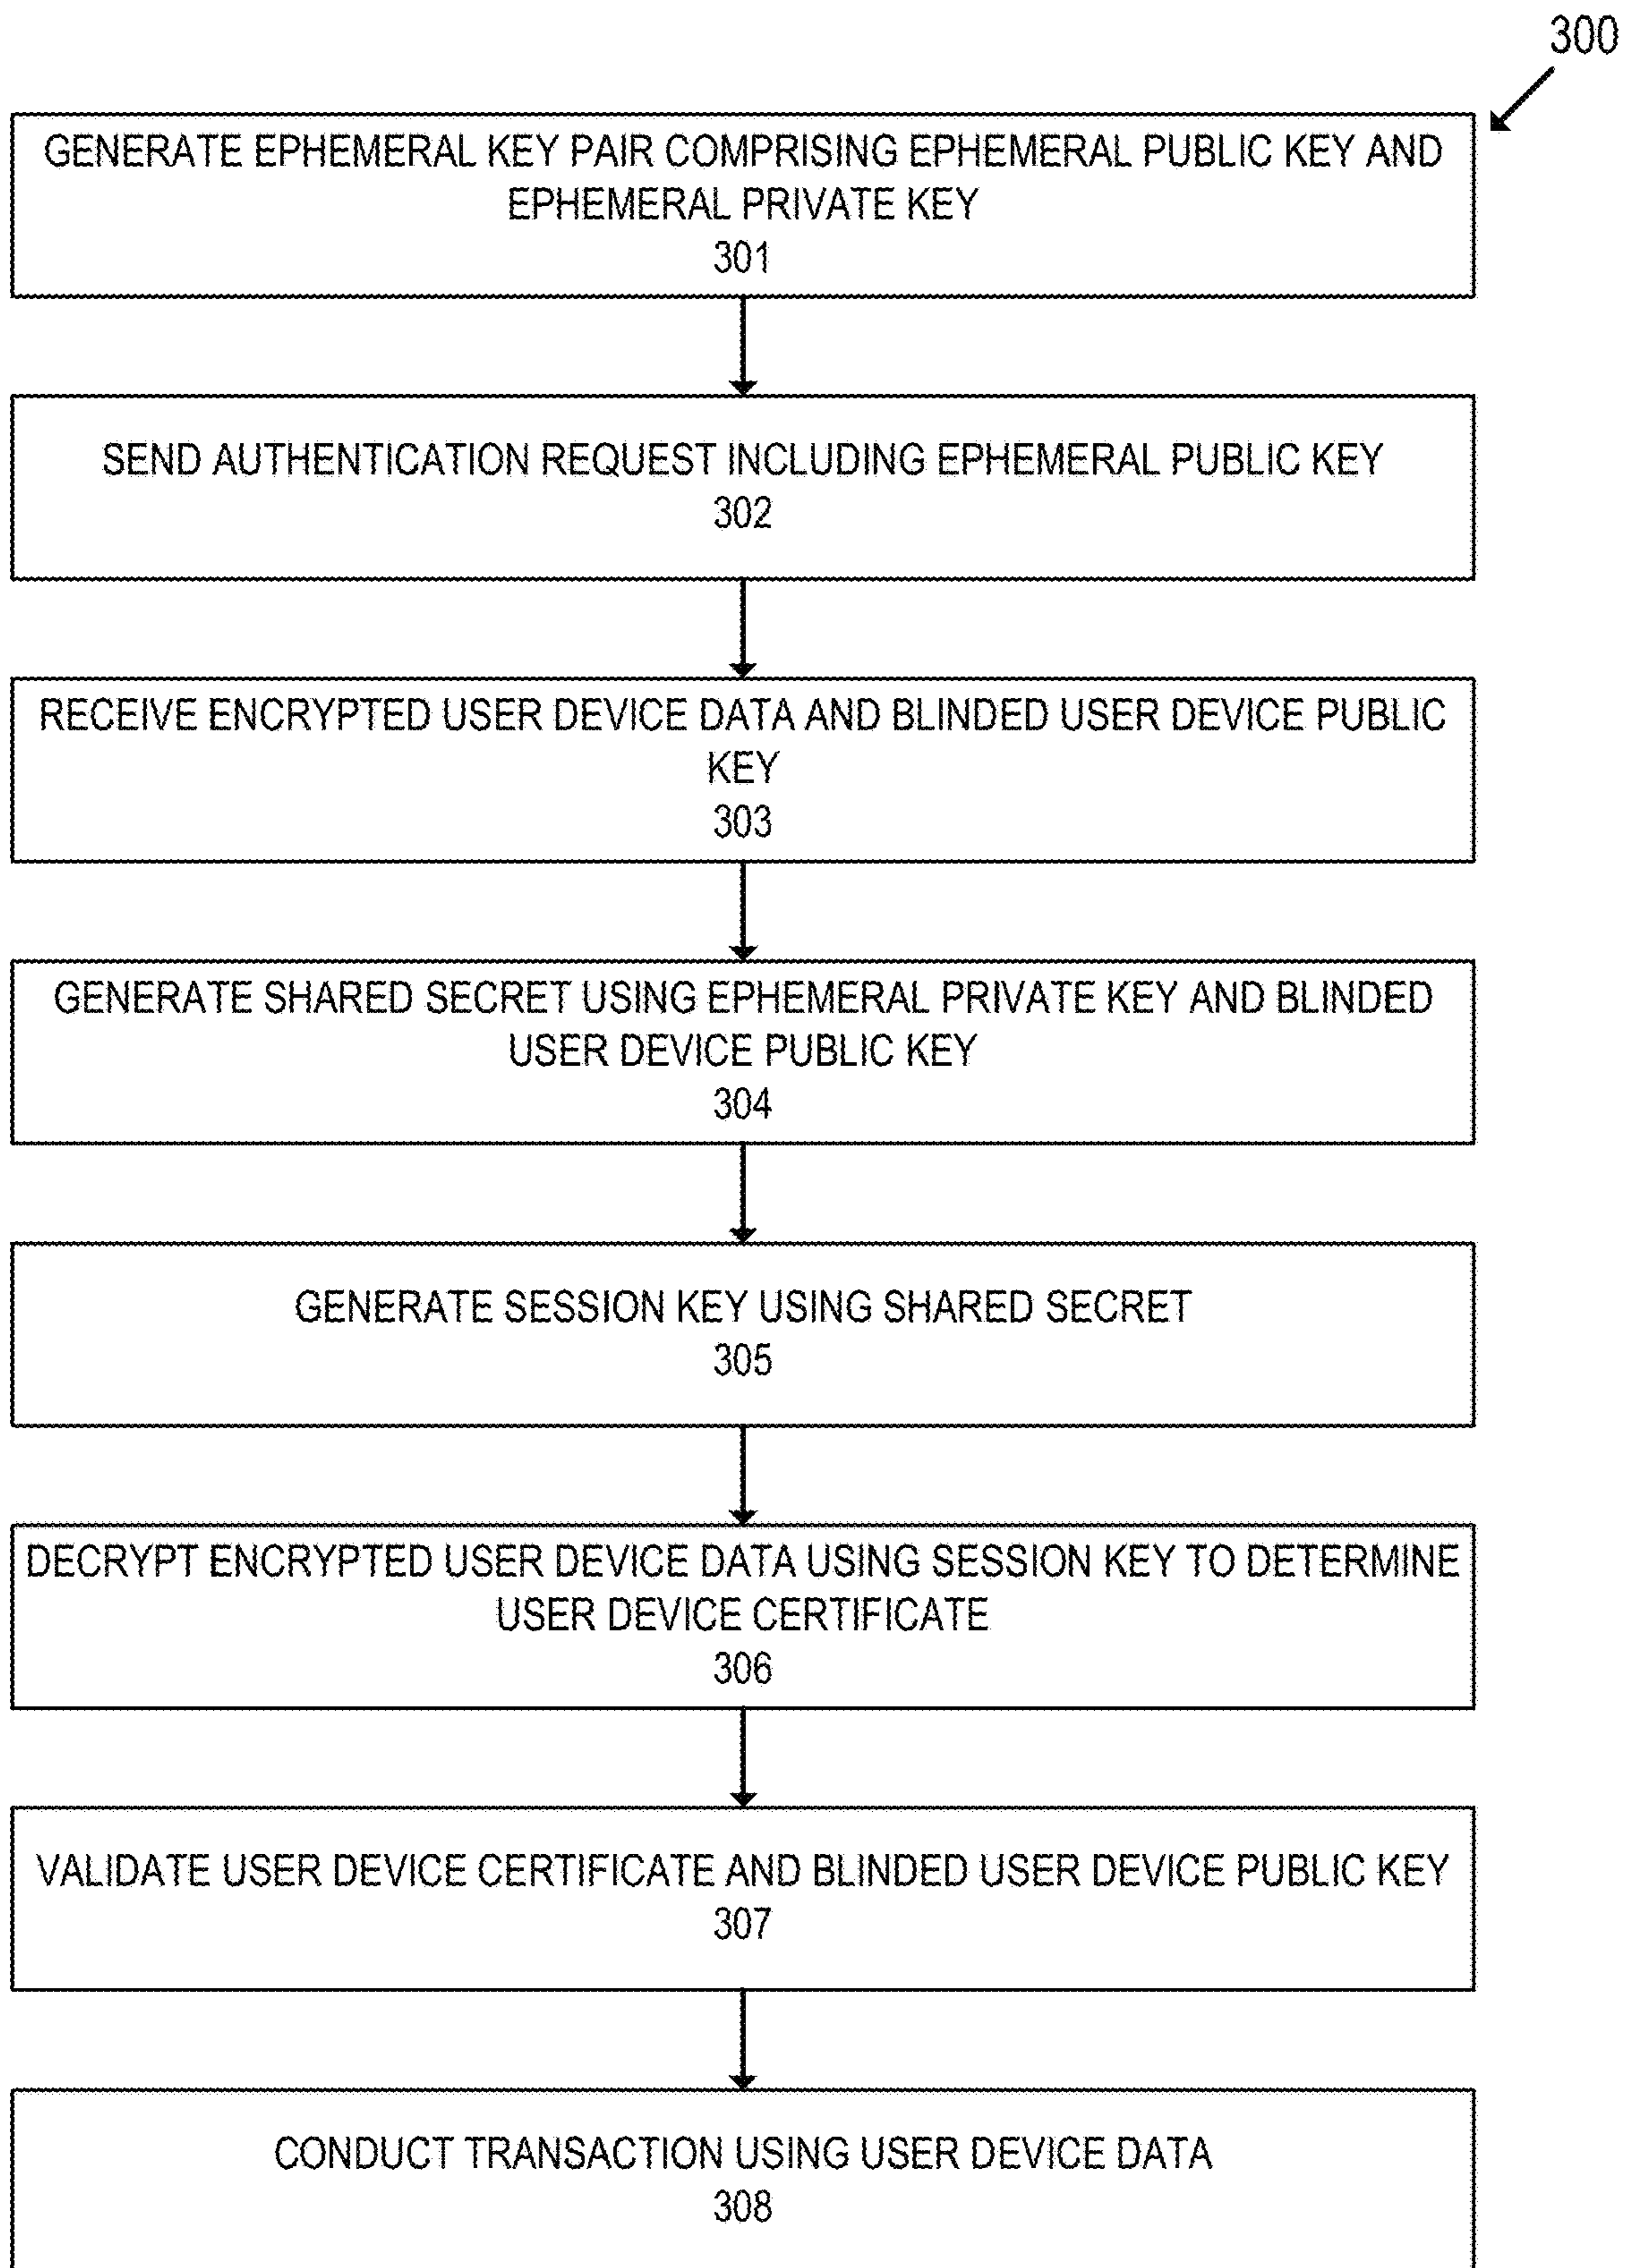 300
GENERATE EPHEMERAL KEY PAIR COMPRISING EPHEMERAL PUBLIC KEY AND
EPHEMERAL PRIVATE KEY
301
SEND AUTHENTICATION REQUEST INCLUDING EPHEMERAL PUBLIC KEY
302
RECEIVE ENCRYPTED USER DEVICE DATA AND BLINDED USER DEVICE PUBLIC
KEY
303
GENERATE SHARED SECRET USING EPHEMERAL PRIVATE KEY AND BLINDED
USER DEVICE PUBLIC KEY
304
GENERATE SESSION KEY USING SHARED SECRET
305
DECRYPT ENCRYPTED USER DEVICE DATA USING SESSION KEY TO DETERMINE
USER DEVICE CERTIFICATE
306
VALIDATE USER DEVICE CERTIFICATE AND BLINDED USER DEVICE PUBLIC KEY
307
CONDUCT TRANSACTION USING USER DEVICE DATA
308